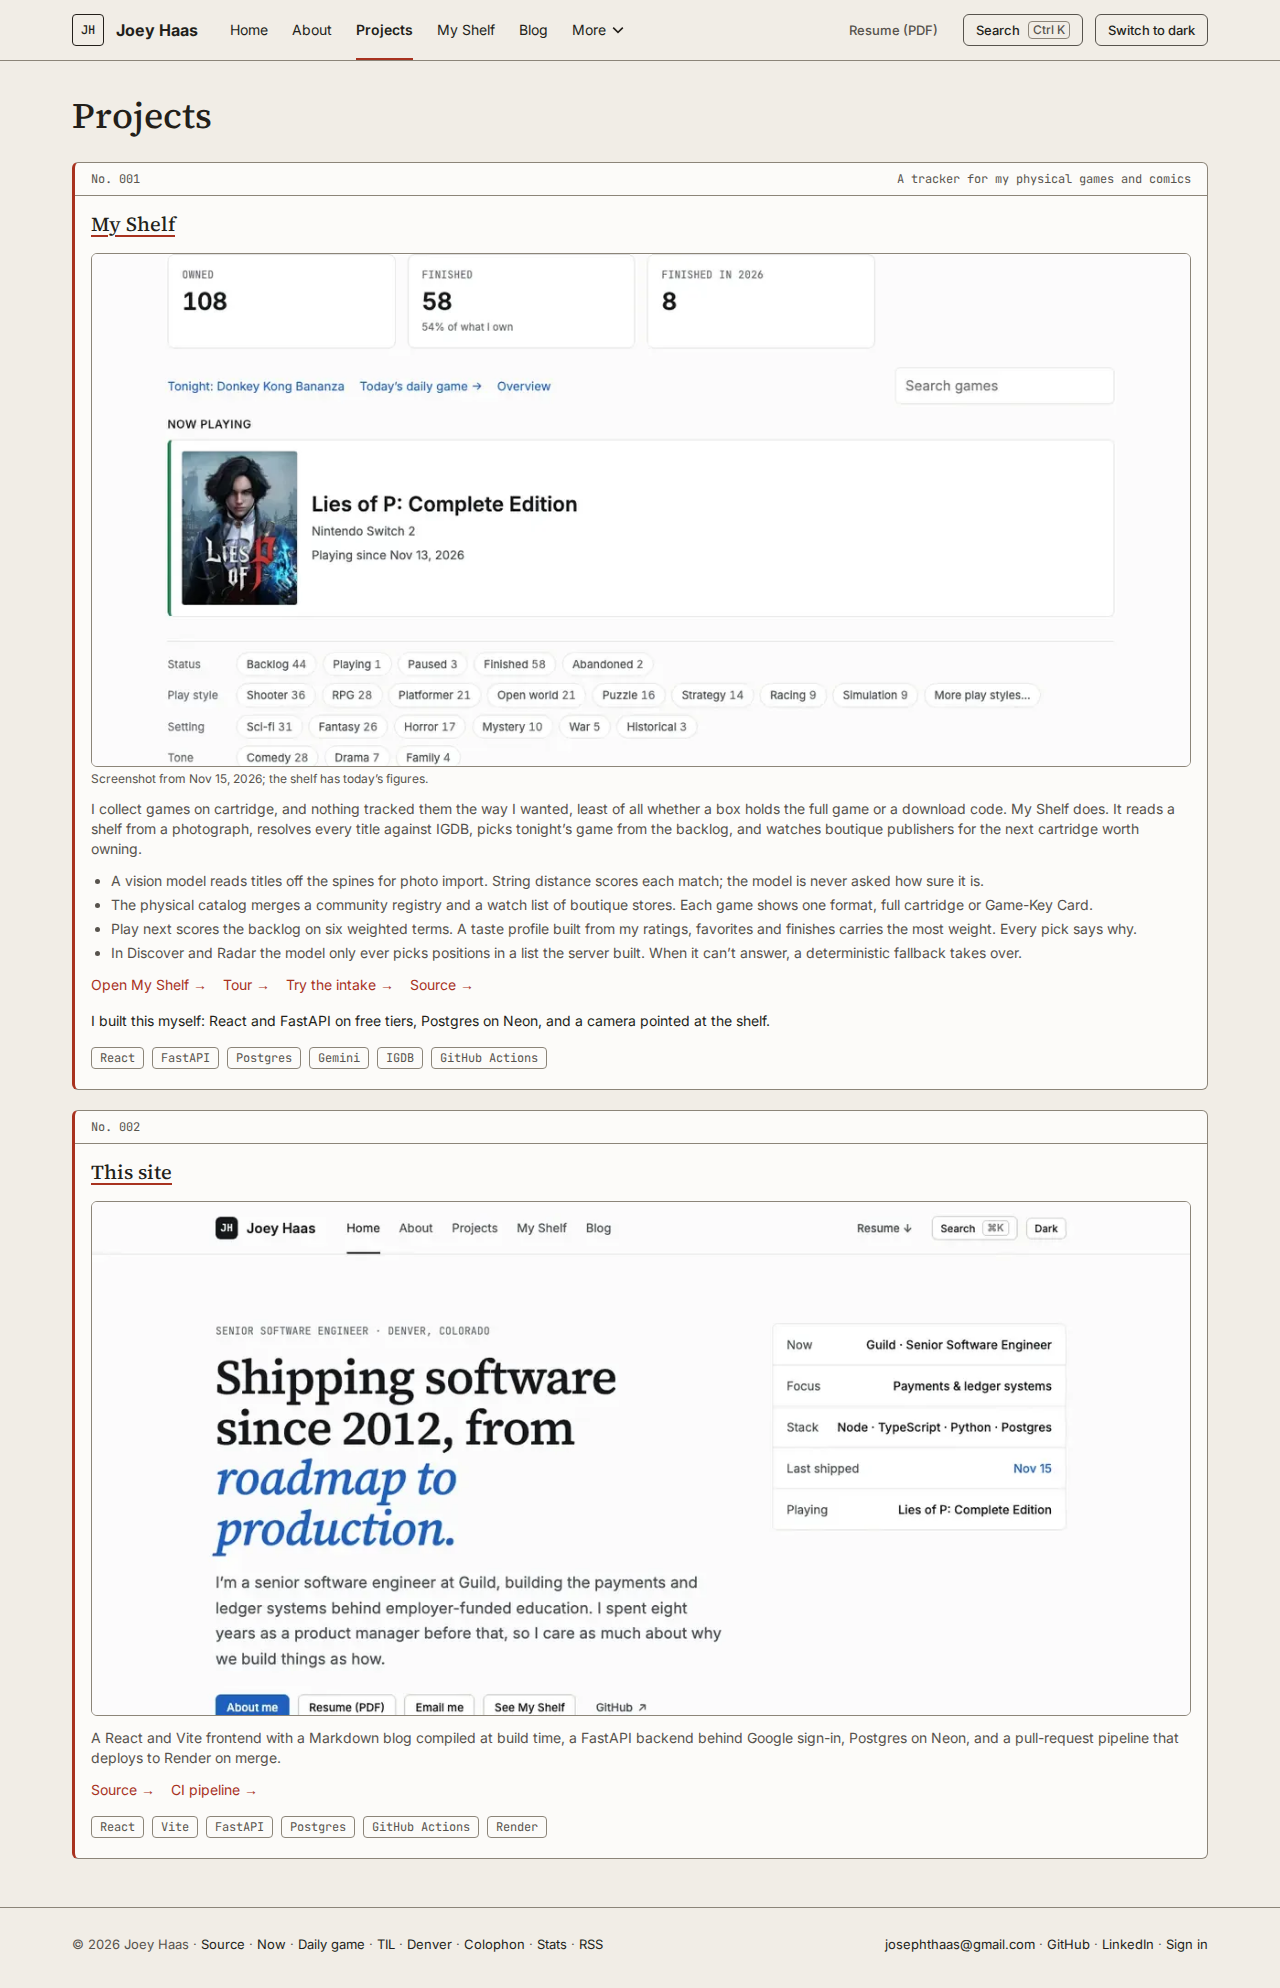 JH Joey Haas Home About Projects My Shelf Blog More Resume (PDF) Search Ctrl K Switch to dark
Projects
No. 001 A tracker for my physical games and comics
My Shelf
OWNED FINISHED FINISHED IN 2026
108 58 8
54% of what I own
Tonight: Donkey Kong Bananza Today's daily game → Overview Search games
NOW PLAYING
LIES OF P
Lies of P: Complete Edition
Nintendo Switch 2
Playing since Nov 13, 2026
Status Backlog 44 Playing 1 Paused 3 Finished 58 Abandoned 2
Play style Shooter 36 RPG 28 Platformer 21 Open world 21 Puzzle 16 Strategy 14 Racing 9 Simulation 9 More play styles...
Setting Sci-fi 31 Fantasy 26 Horror 17 Mystery 10 War 5 Historical 3
Tone Comedy 28 Drama 7 Family 4
Screenshot from Nov 15, 2026; the shelf has today's figures.
I collect games on cartridge, and nothing tracked them the way I wanted, least of all whether a box holds the full game or a download code. My Shelf does. It reads a
shelf from a photograph, resolves every title against IGDB, picks tonight's game from the backlog, and watches boutique publishers for the next cartridge worth
owning.
• A vision model reads titles off the spines for photo import. String distance scores each match; the model is never asked how sure it is.
• The physical catalog merges a community registry and a watch list of boutique stores. Each game shows one format, full cartridge or Game-Key Card.
• Play next scores the backlog on six weighted terms. A taste profile built from my ratings, favorites and finishes carries the most weight. Every pick says why.
• In Discover and Radar the model only ever picks positions in a list the server built. When it can't answer, a deterministic fallback takes over.
Open My Shelf → Tour → Try the intake → Source →
I built this myself: React and FastAPI on free tiers, Postgres on Neon, and a camera pointed at the shelf.
React FastAPI Postgres Gemini IGDB GitHub Actions
No. 002
This site
JH Joey Haas Home About Projects My Shelf Blog Resume ↓ Search ⌘K Dark
SENIOR SOFTWARE ENGINEER · DENVER, COLORADO
Shipping software
since 2012, from
roadmap to
production.
Now Guild · Senior Software Engineer
Focus Payments & ledger systems
Stack Node · TypeScript · Python · Postgres
Last shipped Nov 15
Playing Lies of P: Complete Edition
I'm a senior software engineer at Guild, building the payments and
ledger systems behind employer-funded education. I spent eight
years as a product manager before that, so I care as much about why
we build things as how.
About me Resume (PDF) Email me See My Shelf GitHub ↗
A React and Vite frontend with a Markdown blog compiled at build time, a FastAPI backend behind Google sign-in, Postgres on Neon, and a pull-request pipeline that
deploys to Render on merge.
Source → CI pipeline →
React Vite FastAPI Postgres GitHub Actions Render
© 2026 Joey Haas · Source · Now · Daily game · TIL · Denver · Colophon · Stats · RSS josephthaas@gmail.com · GitHub · LinkedIn · Sign in